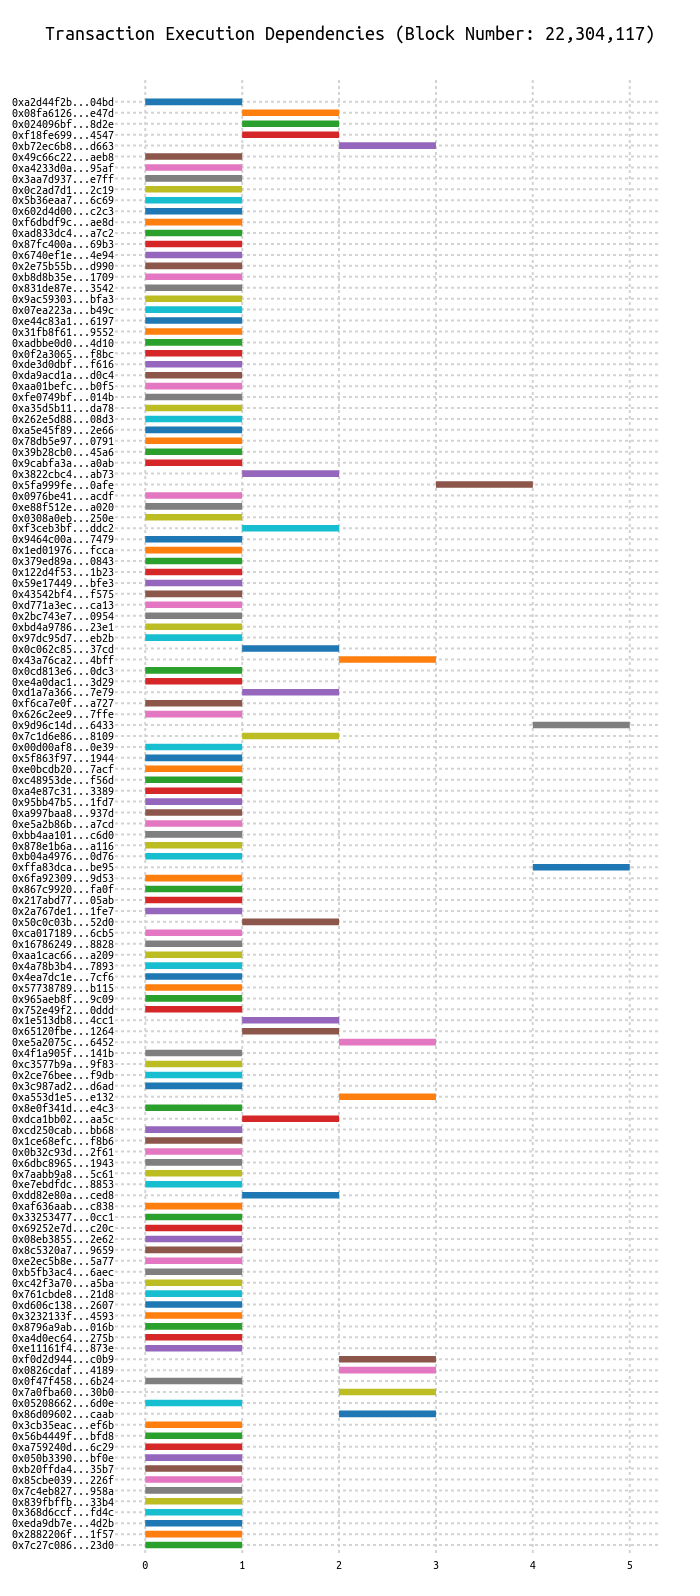 Transaction Execution Dependencies (Block Number: 22,304,117)
0xa2d44f2b...04bd
0x08fa6126...e47d
0x024096bf...8d2e
0xf18fe699...4547
0xb72ec6b8...d663
0x49c66c22...aeb8
0xa4233d0a...95af
0x3aa7d937...e7ff
0x0c2ad7d1...2c19
0x5b36eaa7...6c69
0x602d4d00...c2c3
0xf6dbdf9c...ae8d
0xad833dc4...a7c2
0x87fc400a...69b3
0x6740ef1e...4e94
0x2e75b55b...d990
0xb8d8b35e...1709
0x831de87e...3542
0x9ac59303...bfa3
0x07ea223a...b49c
0xe44c83a1...6197
0x31fb8f61...9552
0xadbbe0d0...4d10
0x0f2a3065...f8bc
0xde3d0dbf...f616
0xda9acd1a...d0c4
0xaa01befc...b0f5
0xfe0749bf...014b
0xa35d5b11...da78
0x262e5d88...08d3
0xa5e45f89...2e66
0x78db5e97...0791
0x39b28cb0...45a6
0x9cabfa3a...a0ab
0x3822cbc4...ab73
0x5fa999fe...0afe
0x0976be41...acdf
0xe88f512e...a020
0x0308a0eb...250e
0xf3ceb3bf...ddc2
0x9464c00a...7479
0x1ed01976...fcca
0x379ed89a...0843
0x122d4f53...1b23
0x59e17449...bfe3
0x43542bf4...f575
0xd771a3ec...ca13
0x2bc743e7...0954
0xbd4a9786...23e1
0x97dc95d7...eb2b
0x0c062c85...37cd
0x43a76ca2...4bff
0x0cd813e6...0dc3
0xe4a0dac1...3d29
0xd1a7a366...7e79
0xf6ca7e0f...a727
0x626c2ee9...7ffe
0x9d96c14d...6433
0x7c1d6e86...8109
0x00d00af8...0e39
0x5f863f97...1944
0xe0bcdb20...7acf
0xc48953de...f56d
0xa4e87c31...3389
0x95bb47b5...1fd7
0xa997baa8...937d
0xe5a2b86b...a7cd
0xbb4aa101...c6d0
0x878e1b6a...a116
0xb04a4976...0d76
0xffa83dca...be95
0x6fa92309...9d53
0x867c9920...fa0f
0x217abd77...05ab
0x2a767de1...1fe7
0x50c0c03b...52d0
0xca017189...6cb5
0x16786249...8828
0xaa1cac66...a209
0x4a78b3b4...7893
0x4ea7dc1e...7cf6
0x57738789...b115
0x965aeb8f...9c09
0x752e49f2...0ddd
0x1e513db8...4cc1
0x65120fbe...1264
0xe5a2075c...6452
0x4f1a905f...141b
0xc3577b9a...9f83
0x2ce76bee...f9db
0x3c987ad2...d6ad
0xa553d1e5...e132
0x8e0f341d...e4c3
0xdca1bb02...aa5c
0xcd250cab...bb68
0x1ce68efc...f8b6
0x0b32c93d...2f61
0x6dbc8965...1943
0x7aabb9a8...5c61
0xe7ebdfdc...8853
0xdd82e80a...ced8
0xaf636aab...c838
0x33253477...0cc1
0x69252e7d...c20c
0x08eb3855...2e62
0x8c5320a7...9659
0xe2ec5b8e...5a77
0xb5fb3ac4...6aec
0xc42f3a70...a5ba
0x761cbde8...21d8
0xd606c138...2607
0x3232133f...4593
0x8796a9ab...016b
0xa4d0ec64...275b
0xe11161f4...873e
0xf0d2d944...c0b9
0x0826cdaf...4189
0x0f47f458...6b24
0x7a0fba60...30b0
0x05208662...6d0e
0x86d09602...caab
0x3cb35eac...ef6b
0x56b4449f...bfd8
0xa759240d...6c29
0x050b3390...bf0e
0xb20ffda4...35b7
0x85cbe039...226f
0x7c4eb827...958a
0x839fbffb...33b4
0x368d6ccf...fd4c
0xeda9db7e...4d2b
0x2882206f...1f57
0x7c27c086...23d0
0 1 2 3 4 5